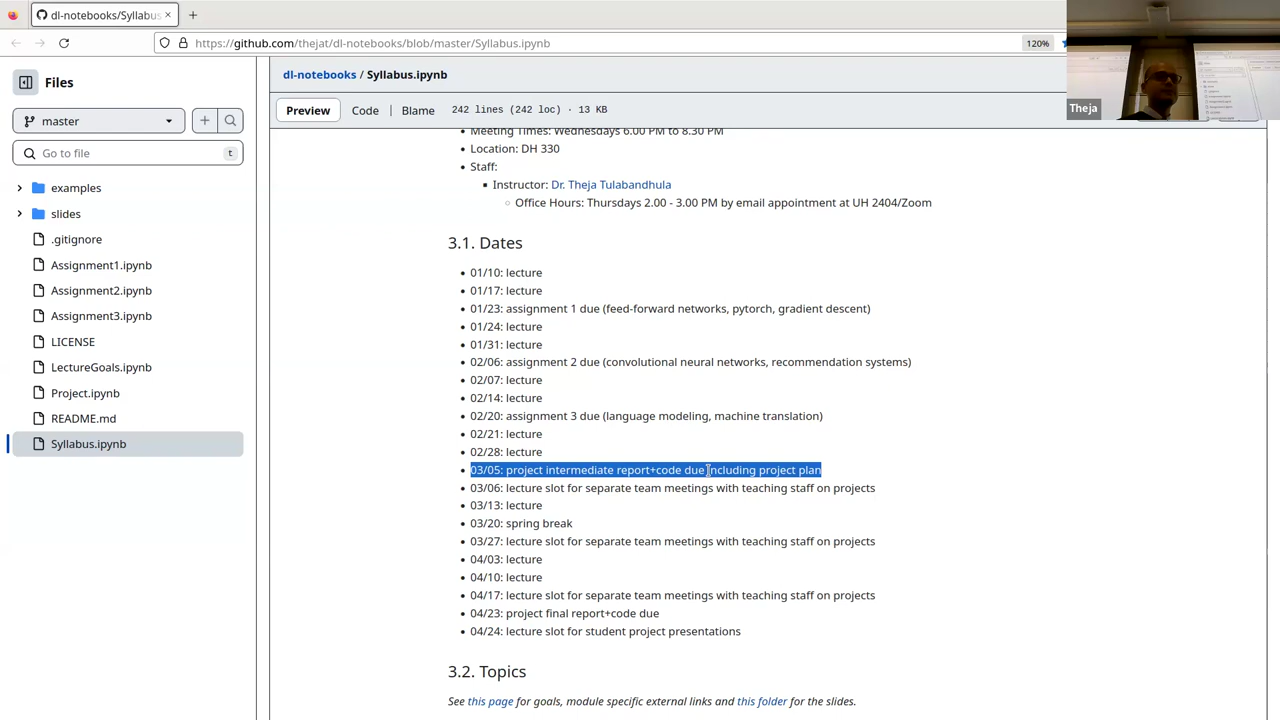 dl-notebooks/Syllabus
https://github.com/thejat/dl-notebooks/blob/master/Syllabus.ipynb
120%
Theja
Files
master
Go to file
t
examples
slides
.gitignore
Assignment1.ipynb
Assignment2.ipynb
Assignment3.ipynb
LICENSE
LectureGoals.ipynb
Project.ipynb
README.md
Syllabus.ipynb
dl-notebooks / Syllabus.ipynb
Preview Code Blame 242 lines (242 loc) · 13 KB
Meeting Times: Wednesdays 6.00 PM to 8.30 PM
Location: DH 330
Staff:
Instructor: Dr. Theja Tulabandhula
Office Hours: Thursdays 2.00 - 3.00 PM by email appointment at UH 2404/Zoom
3.1. Dates
01/10: lecture
01/17: lecture
01/23: assignment 1 due (feed-forward networks, pytorch, gradient descent)
01/24: lecture
01/31: lecture
02/06: assignment 2 due (convolutional neural networks, recommendation systems)
02/07: lecture
02/14: lecture
02/20: assignment 3 due (language modeling, machine translation)
02/21: lecture
02/28: lecture
03/05: project intermediate report+code due including project plan
03/06: lecture slot for separate team meetings with teaching staff on projects
03/13: lecture
03/20: spring break
03/27: lecture slot for separate team meetings with teaching staff on projects
04/03: lecture
04/10: lecture
04/17: lecture slot for separate team meetings with teaching staff on projects
04/23: project final report+code due
04/24: lecture slot for student project presentations
3.2. Topics
See this page for goals, module specific external links and this folder for the slides.